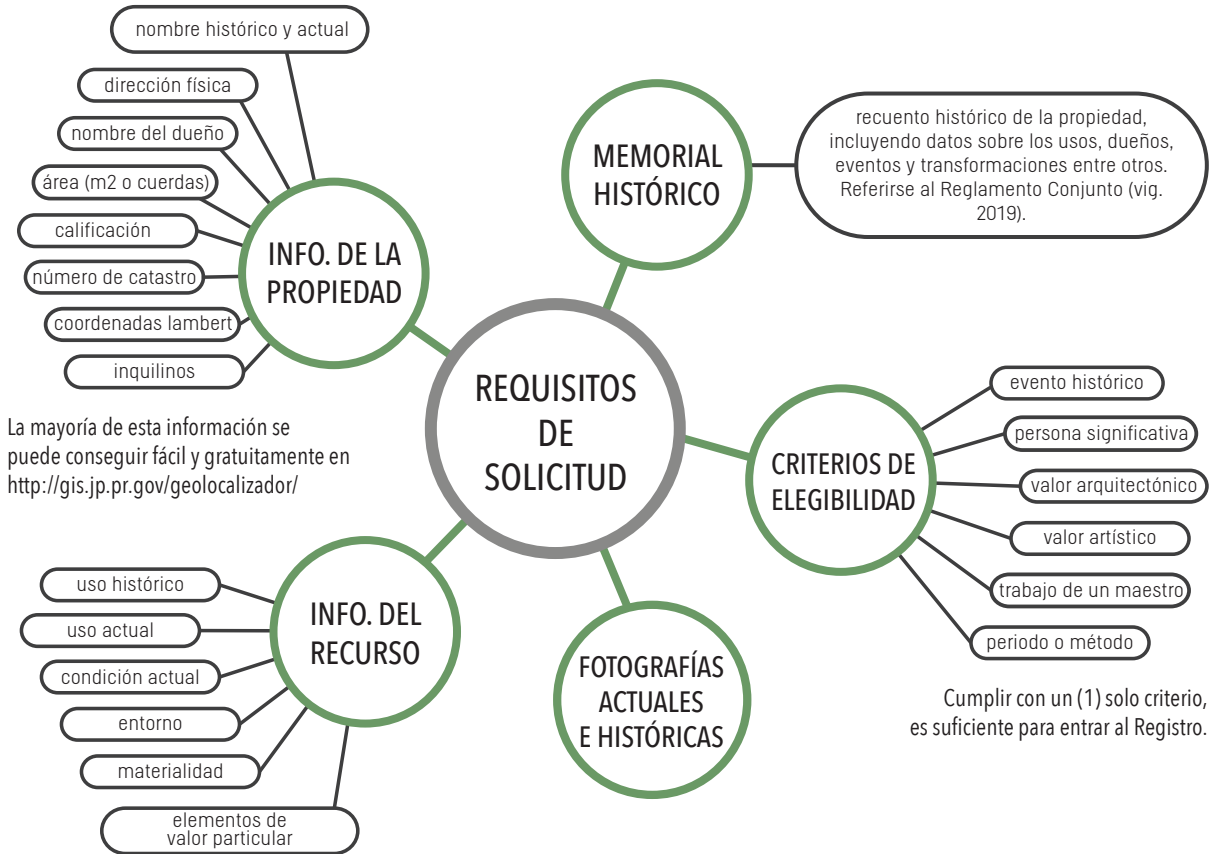 nombre histórico y actual
dirección física
nombre del dueño
área (m2 o cuerdas)
calificación
número de catastro
coordenadas lambert
inquilinos
INFO. DE LA
PROPIEDAD
La mayoría de esta información se
puede conseguir fácil y gratuitamente en
http://gis.jp.pr.gov/geolocalizador/
MEMORIAL
HISTÓRICO
recuento histórico de la propiedad,
incluyendo datos sobre los usos, dueños,
eventos y transformaciones entre otros.
Referirse al Reglamento Conjunto (vig.
2019).
REQUISITOS
DE
SOLICITUD
CRITERIOS DE
ELEGIBILIDAD
evento histórico
persona significativa
valor arquitectónico
valor artístico
trabajo de un maestro
periodo o método
Cumplir con un (1) solo criterio,
es suficiente para entrar al Registro.
INFO. DEL
RECURSO
uso histórico
uso actual
condición actual
entorno
materialidad
elementos de
valor particular
FOTOGRAFÍAS
ACTUALES
E HISTÓRICAS